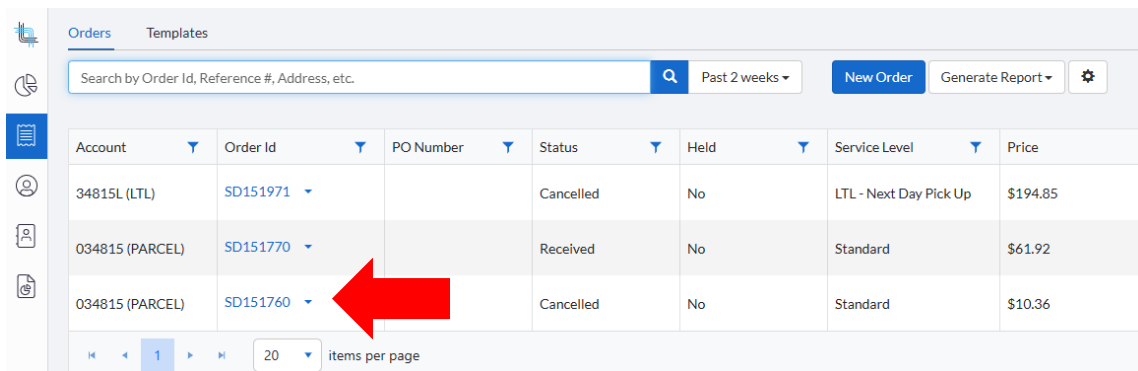 Orders Templates
Search by Order Id, Reference #, Address, etc. Past 2 weeks New Order Generate Report
Account Order Id PO Number Status Held Service Level Price
34815L (LTL) SD151971 Cancelled No LTL - Next Day Pick Up $194.85
034815 (PARCEL) SD151770 Received No Standard $61.92
034815 (PARCEL) SD151760 Cancelled No Standard $10.36
1 20 items per page